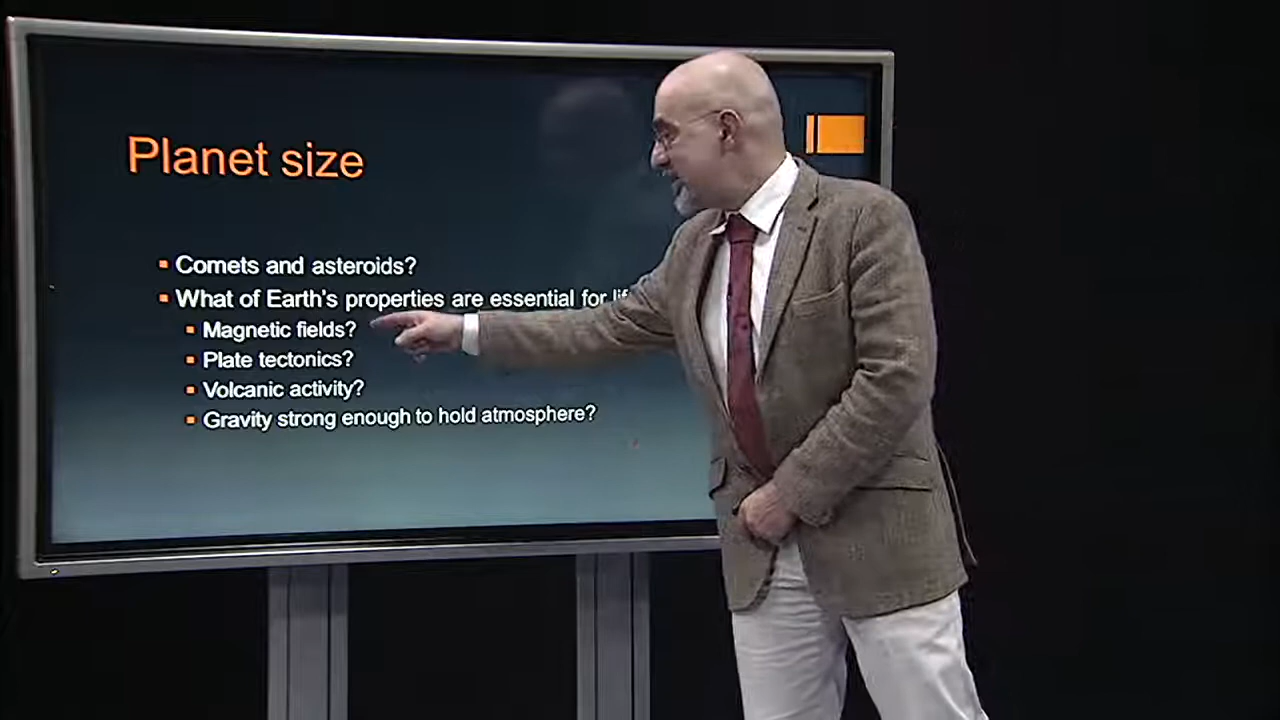 Planet size
Comets and asteroids?
What of Earth's properties are essential for
Magnetic fields?
Plate tectonics?
Volcanic activity?
Gravity strong enough to hold atmosphere?